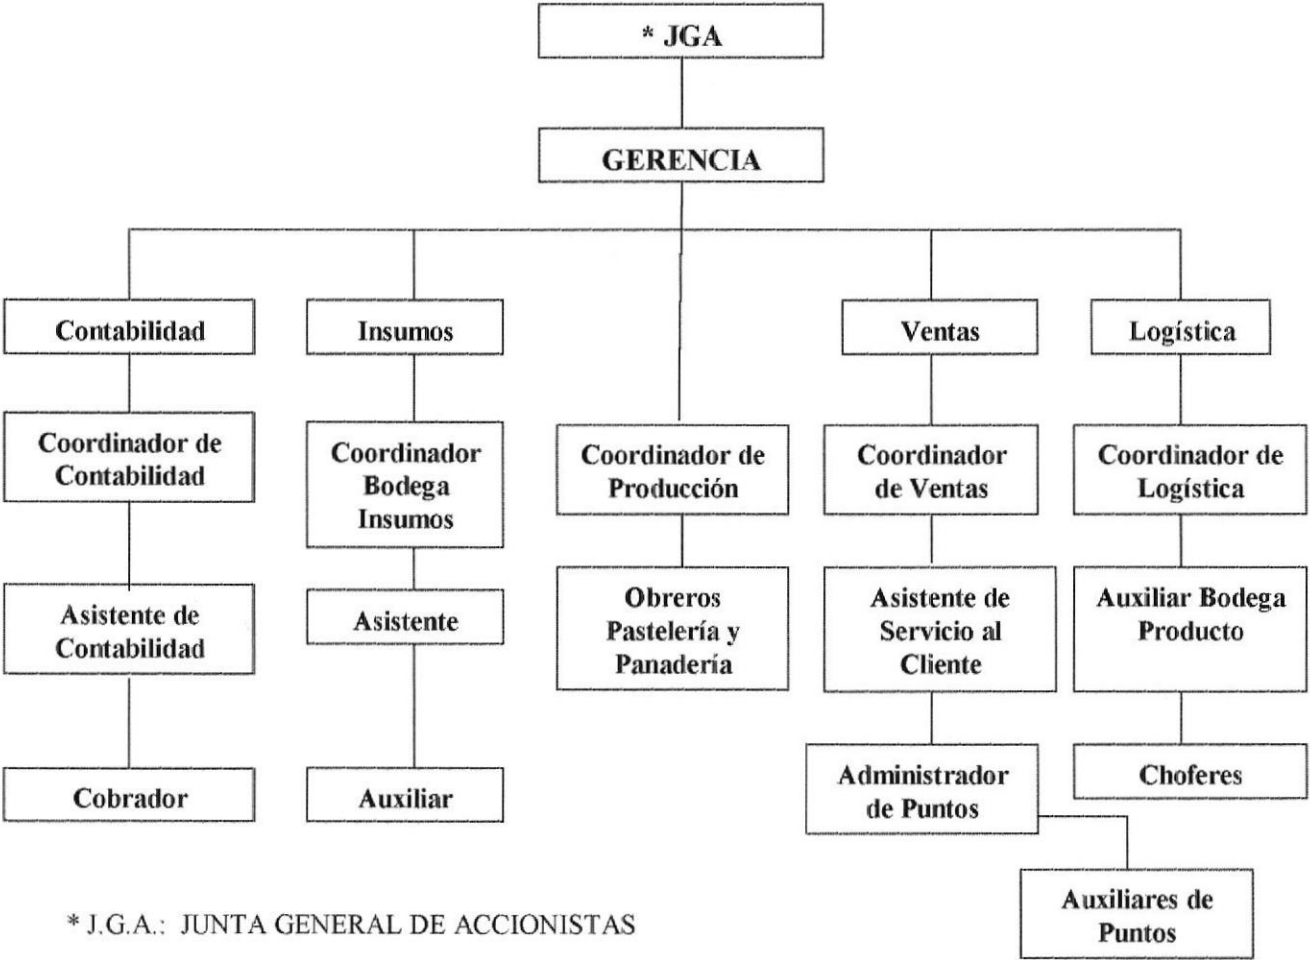 * JGA
GERENCIA
Contabilidad
Insumos
Ventas
Logística
Coordinador de
Contabilidad
Coordinador
Bodega
Insumos
Coordinador de
Producción
Coordinador
de Ventas
Coordinador de
Logística
Asistente de
Contabilidad
Asistente
Obreros
Pastelería y
Panadería
Asistente de
Servicio al
Cliente
Auxiliar Bodega
Producto
Cobrador
Auxiliar
Administrador
de Puntos
Choferes
Auxiliares de
Puntos
* J.G.A.: JUNTA GENERAL DE ACCIONISTAS